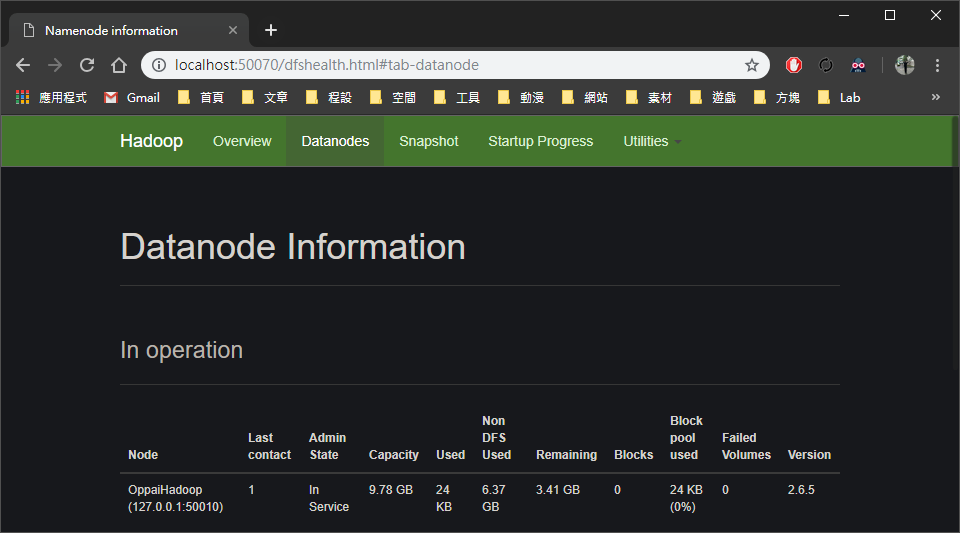 Namenode information
localhost:50070/dfshealth.html#tab-datanode
應用程式 Gmail 首頁 文章 程設 空間 工具 動漫 網站 素材 遊戲 方塊 Lab »
Hadoop Overview Datanodes Snapshot Startup Progress Utilities
Datanode Information
In operation
Node Last contact Admin State Capacity Used Non DFS Used Remaining Blocks Block pool used Failed Volumes Version
OppaiHadoop (127.0.0.1:50010) 1 In Service 9.78 GB 24 KB 6.37 GB 3.41 GB 0 24 KB (0%) 0 2.6.5